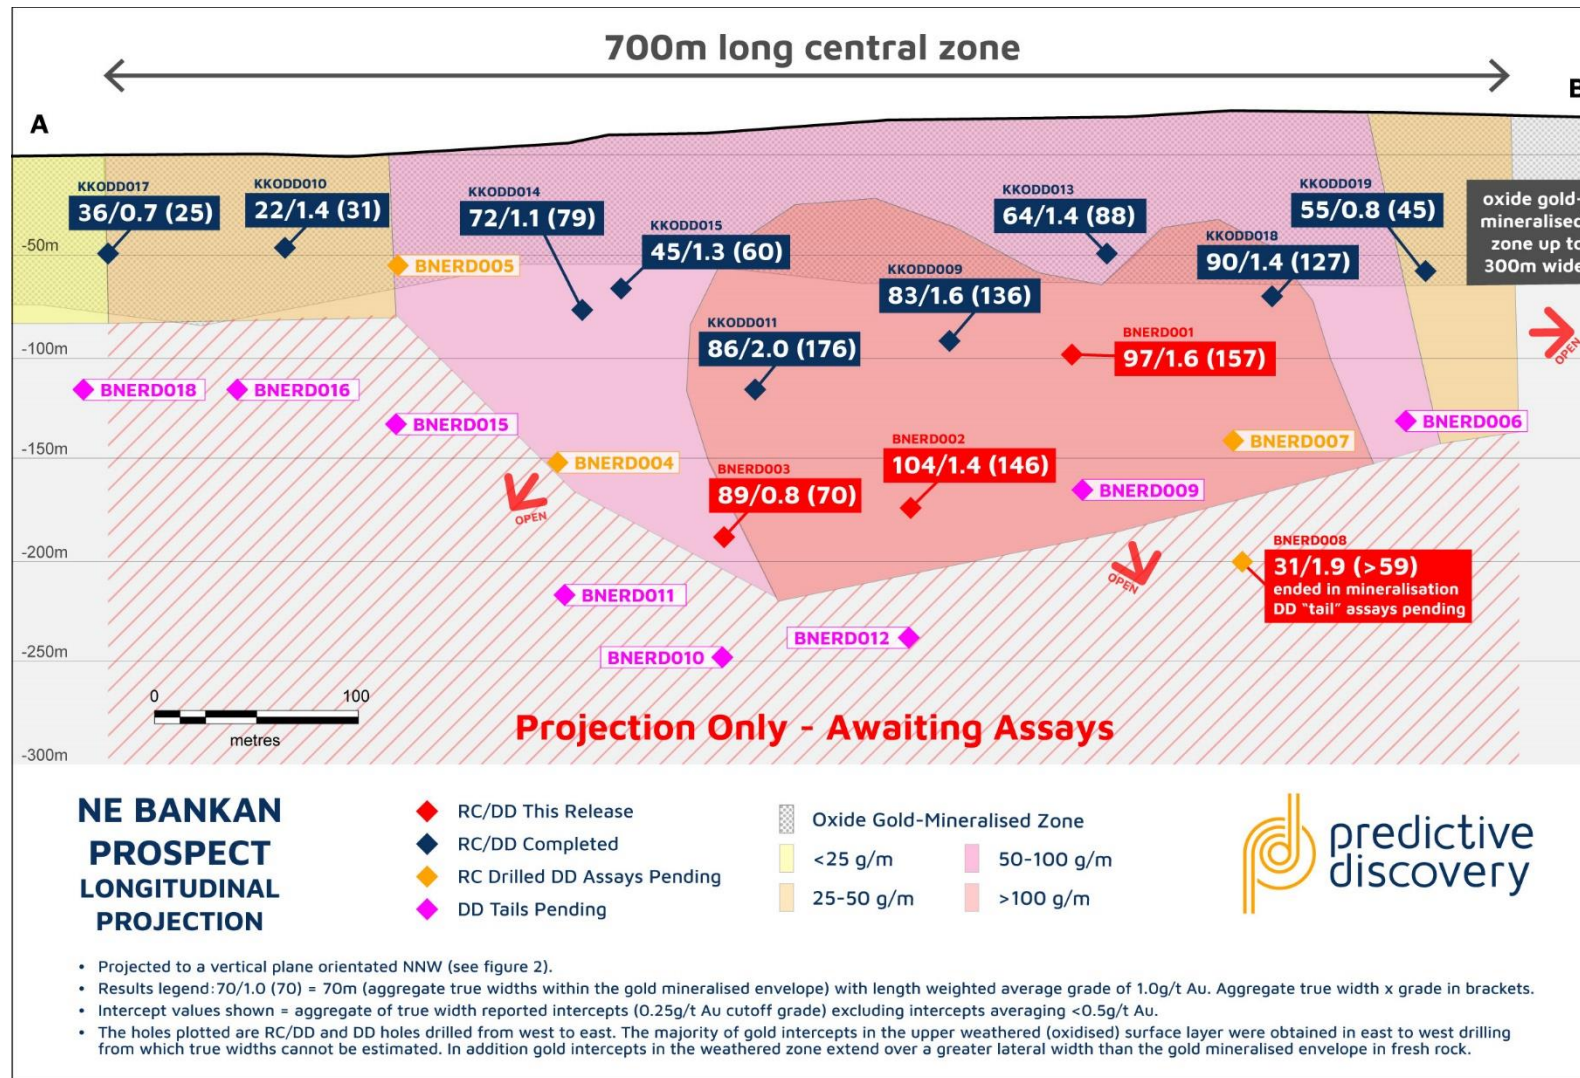 700m long central zone
A
B
KKODD017
36/0.7 (25)
KKODD010
22/1.4 (31)
KKODD014
72/1.1 (79)
KKODD015
45/1.3 (60)
KKODD013
64/1.4 (88)
KKODD019
55/0.8 (45)
oxide gold-
mineralised
zone up to
300m wide
-50m
BNERD005
KKODD009
83/1.6 (136)
KKODD018
90/1.4 (127)
KKODD011
86/2.0 (176)
BNERD001
97/1.6 (157)
OPEN
-100m
BNERD018
BNERD016
BNERD015
BNERD006
-150m
BNERD004
OPEN
BNERD003
89/0.8 (70)
BNERD002
104/1.4 (146)
BNERD007
BNERD009
-200m
BNERD011
OPEN
BNERD008
31/1.9 (>59)
ended in mineralisation
DD "tail" assays pending
-250m
BNERD010
BNERD012
0 100
metres
Projection Only - Awaiting Assays
-300m
NE BANKAN
PROSPECT
LONGITUDINAL
PROJECTION
RC/DD This Release
RC/DD Completed
RC Drilled DD Assays Pending
DD Tails Pending
Oxide Gold-Mineralised Zone
<25 g/m
50-100 g/m
25-50 g/m
>100 g/m
predictive
discovery
• Projected to a vertical plane orientated NNW (see figure 2).
• Results legend:70/1.0 (70) = 70m (aggregate true widths within the gold mineralised envelope) with length weighted average grade of 1.0g/t Au. Aggregate true width x grade in brackets.
• Intercept values shown = aggregate of true width reported intercepts (0.25g/t Au cutoff grade) excluding intercepts averaging <0.5g/t Au.
• The holes plotted are RC/DD and DD holes drilled from west to east. The majority of gold intercepts in the upper weathered (oxidised) surface layer were obtained in east to west drilling
from which true widths cannot be estimated. In addition gold intercepts in the weathered zone extend over a greater lateral width than the gold mineralised envelope in fresh rock.